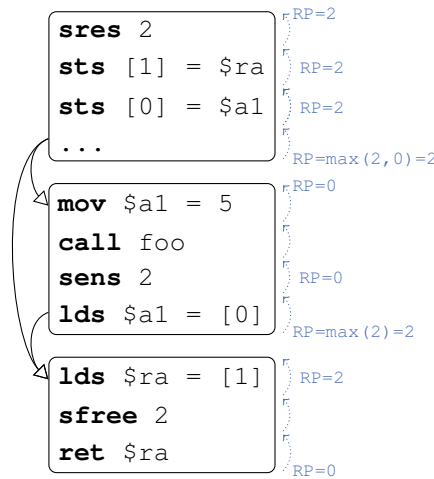 sres 2
sts [1] = $ra
sts [0] = $a1
...
mov $a1 = 5
call foo
sens 2
lds $a1 = [0]
lds $ra = [1]
sfree 2
ret $ra
RP=2
RP=2
RP=2
RP=max(2,0)=2
RP=0
RP=0
RP=max(2)=2
RP=2
RP=0